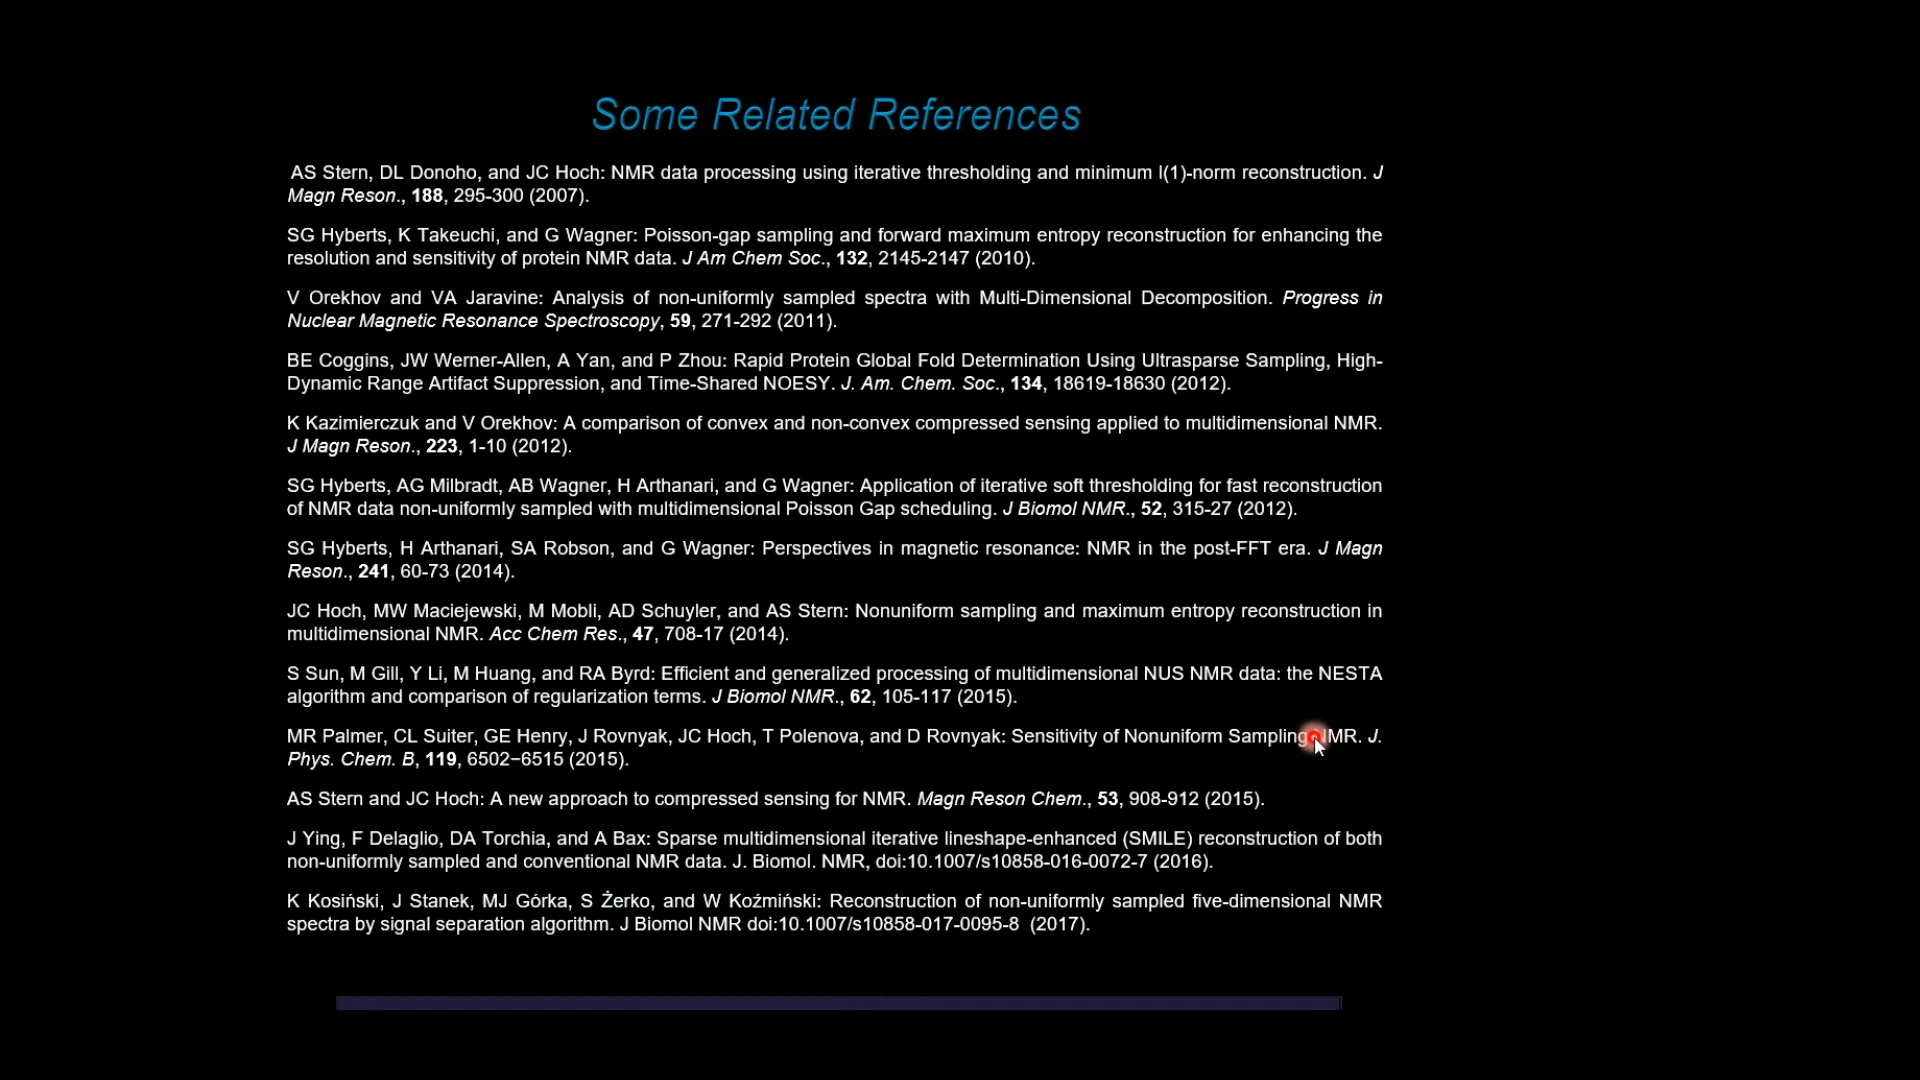 Some Related References
AS Stern, DL Donoho, and JC Hoch: NMR data processing using iterative thresholding and minimum l(1)-norm reconstruction. J
Magn Reson., 188, 295-300 (2007).
SG Hyberts, K Takeuchi, and G Wagner: Poisson-gap sampling and forward maximum entropy reconstruction for enhancing the
resolution and sensitivity of protein NMR data. J Am Chem Soc., 132, 2145-2147 (2010).
V Orekhov and VA Jaravine: Analysis of non-uniformly sampled spectra with Multi-Dimensional Decomposition. Progress in
Nuclear Magnetic Resonance Spectroscopy, 59, 271-292 (2011).
BE Coggins, JW Werner-Allen, A Yan, and P Zhou: Rapid Protein Global Fold Determination Using Ultrasparse Sampling, High-
Dynamic Range Artifact Suppression, and Time-Shared NOESY. J. Am. Chem. Soc., 134, 18619-18630 (2012).
K Kazimierczuk and V Orekhov: A comparison of convex and non-convex compressed sensing applied to multidimensional NMR.
J Magn Reson., 223, 1-10 (2012).
SG Hyberts, AG Milbradt, AB Wagner, H Arthanari, and G Wagner: Application of iterative soft thresholding for fast reconstruction
of NMR data non-uniformly sampled with multidimensional Poisson Gap scheduling. J Biomol NMR., 52, 315-27 (2012).
SG Hyberts, H Arthanari, SA Robson, and G Wagner: Perspectives in magnetic resonance: NMR in the post-FFT era. J Magn
Reson., 241, 60-73 (2014).
JC Hoch, MW Maciejewski, M Mobli, AD Schuyler, and AS Stern: Nonuniform sampling and maximum entropy reconstruction in
multidimensional NMR. Acc Chem Res., 47, 708-17 (2014).
S Sun, M Gill, Y Li, M Huang, and RA Byrd: Efficient and generalized processing of multidimensional NUS NMR data: the NESTA
algorithm and comparison of regularization terms. J Biomol NMR., 62, 105-117 (2015).
MR Palmer, CL Suiter, GE Henry, J Rovnyak, JC Hoch, T Polenova, and D Rovnyak: Sensitivity of Nonuniform Sampling NMR. J.
Phys. Chem. B, 119, 6502−6515 (2015).
AS Stern and JC Hoch: A new approach to compressed sensing for NMR. Magn Reson Chem., 53, 908-912 (2015).
J Ying, F Delaglio, DA Torchia, and A Bax: Sparse multidimensional iterative lineshape-enhanced (SMILE) reconstruction of both
non-uniformly sampled and conventional NMR data. J. Biomol. NMR, doi:10.1007/s10858-016-0072-7 (2016).
K Kosiński, J Stanek, MJ Górka, S Żerko, and W Koźmiński: Reconstruction of non-uniformly sampled five-dimensional NMR
spectra by signal separation algorithm. J Biomol NMR doi:10.1007/s10858-017-0095-8 (2017).